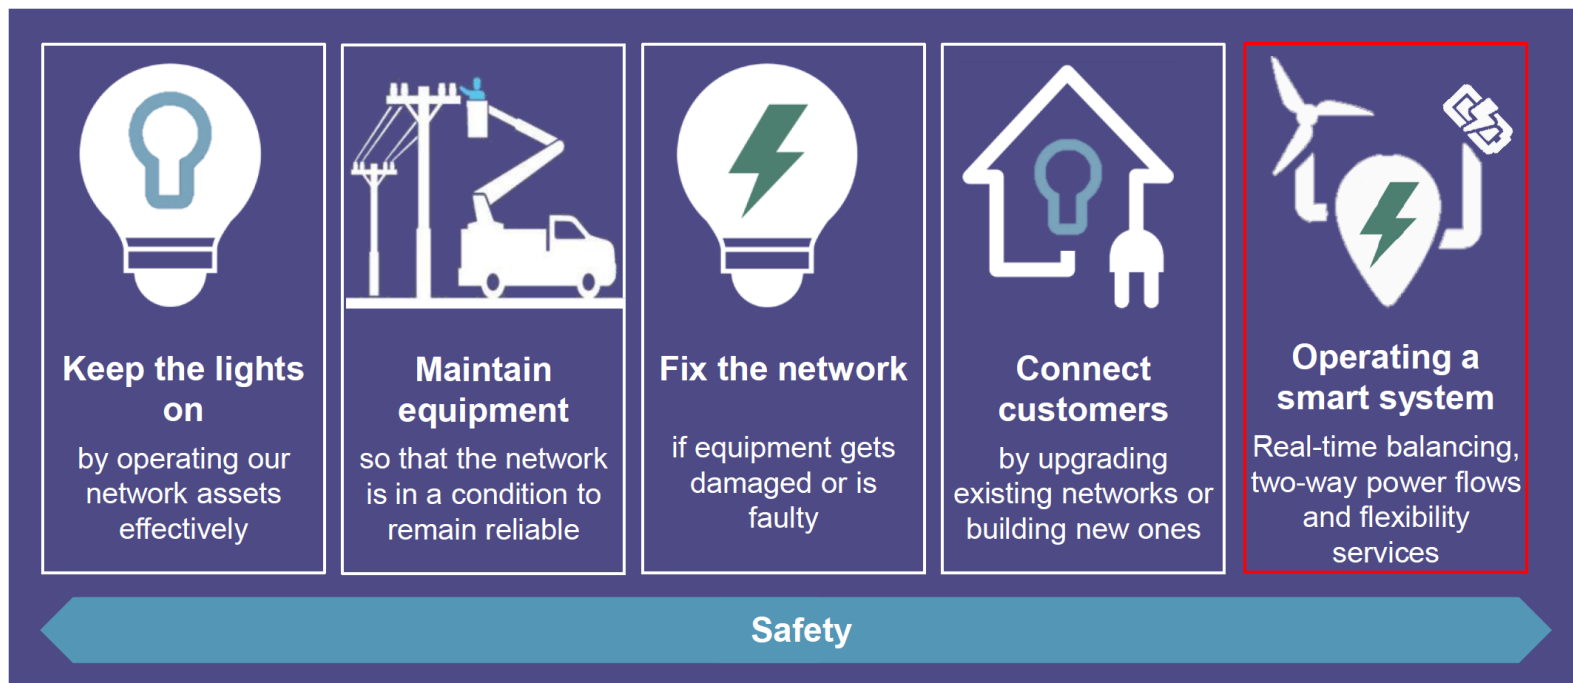 Keep the lights
on
by operating our
network assets
effectively
Maintain
equipment
so that the network
is in a condition to
remain reliable
Fix the network
if equipment gets
damaged or is
faulty
Connect
customers
by upgrading
existing networks or
building new ones
Operating a
smart system
Real-time balancing,
two-way power flows
and flexibility
services
Safety